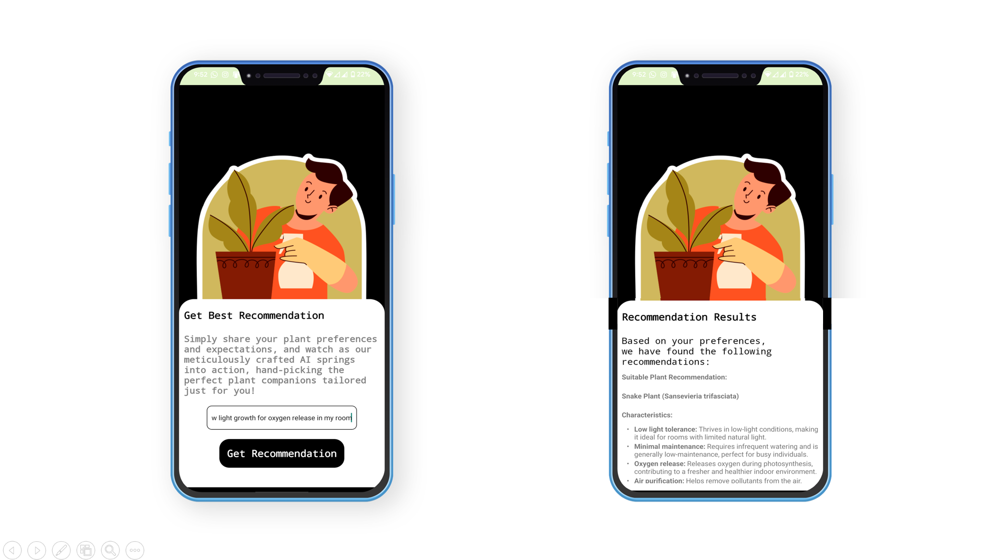 9:52
22%
Get Best Recommendation
Simply share your plant preferences
and expectations, and watch as our
meticulously crafted AI springs
into action, hand-picking the
perfect plant companions tailored
just for you!
w light growth for oxygen release in my room
Get Recommendation
9:52
22%
Recommendation Results
Based on your preferences,
we have found the following
recommendations:
Suitable Plant Recommendation:
Snake Plant (Sansevieria trifasciata)
Characteristics:
• Low light tolerance: Thrives in low-light conditions, making
it ideal for rooms with limited natural light.
• Minimal maintenance: Requires infrequent watering and is
generally low-maintenance, perfect for busy individuals.
• Oxygen release: Releases oxygen during photosynthesis,
contributing to a fresher and healthier indoor environment.
• Air purification: Helps remove pollutants from the air.